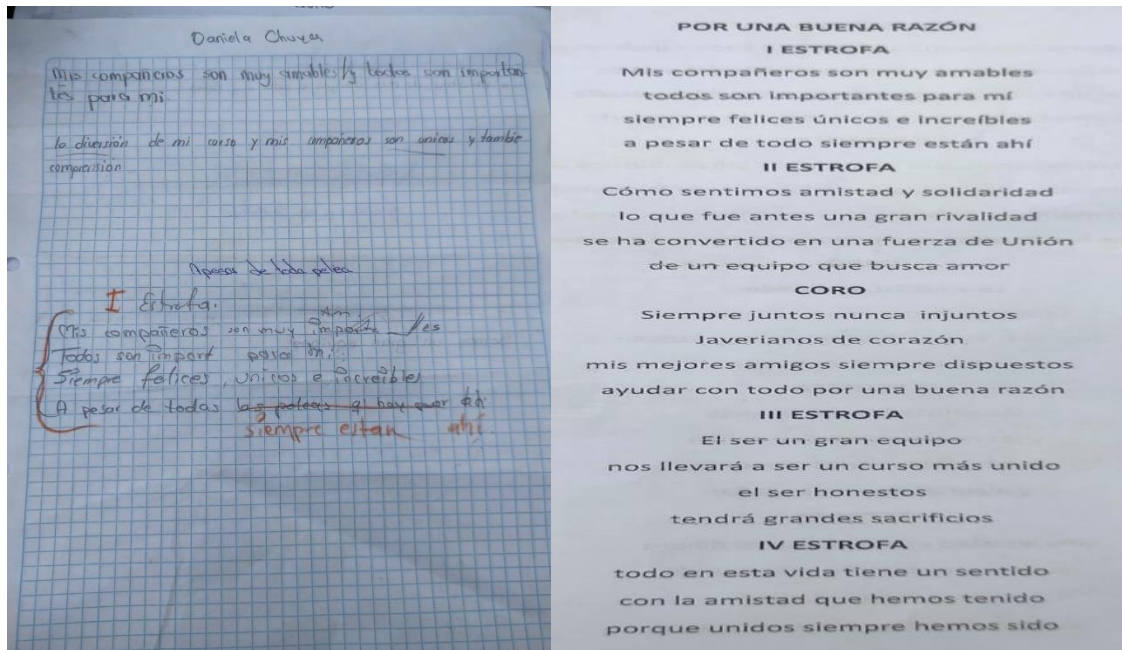 Daniela
Mis compañeros son muy amables / y todos son importan-
tes para mi
la diversión de mi curso y mis compañeros son unicos y tambie
Apesar de toda pelea
I Estrofa.
Mis compañeros son muy import
Todos son import para mi
Siempre felices, unicos e increibles
A pesar de todas las peleas q hay
siempre estan ahí.
POR UNA BUENA RAZÓN
I ESTROFA
Mis compañeros son muy amables
todos son importantes para mí
siempre felices únicos e increíbles
a pesar de todo siempre están ahí
II ESTROFA
Cómo sentimos amistad y solidaridad
lo que fue antes una gran rivalidad
se ha convertido en una fuerza de Unión
de un equipo que busca amor
CORO
Siempre juntos nunca injuntos
Javerianos de corazón
mis mejores amigos siempre dispuestos
ayudar con todo por una buena razón
III ESTROFA
El ser un gran equipo
nos llevará a ser un curso más unido
el ser honestos
tendrá grandes sacrificios
IV ESTROFA
todo en esta vida tiene un sentido
con la amistad que hemos tenido
porque unidos siempre hemos sido